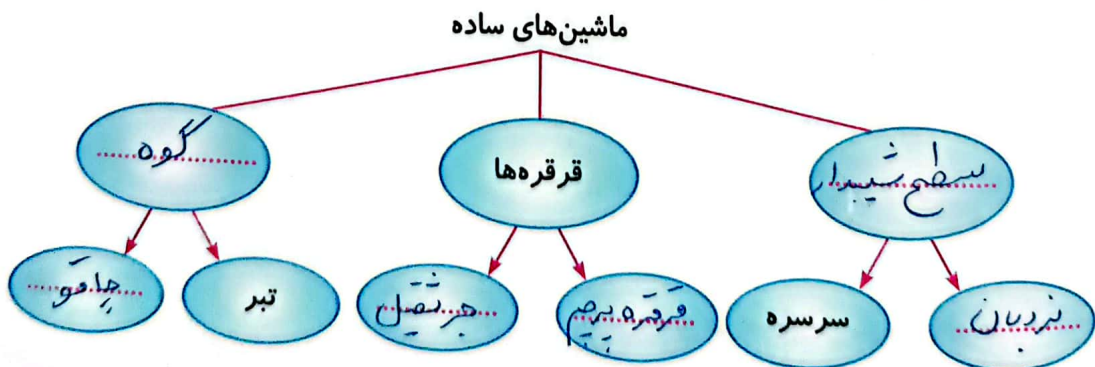 ماشین‌های ساده
سطح شیبدار
قرقره‌ها
گوه
نردبان
سرسره
قرقره پرچم
جرثقیل
تبر
چاقو